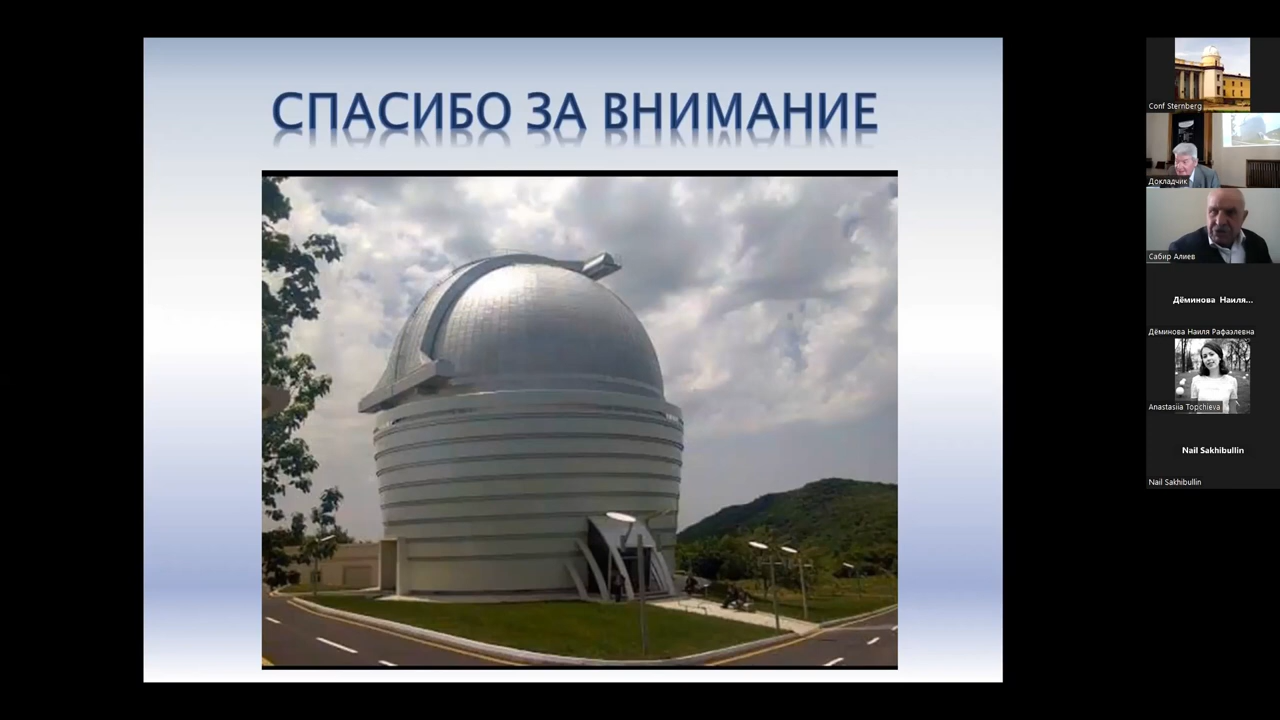 СПАСИБО ЗА ВНИМАНИЕ
Conf Sternberg
Докладчик
Сабир Алиев
Дёминова Наиля...
Дёминова Наиля Рафаэлевна
Anastasiia Topchieva
Nail Sakhibullin
Nail Sakhibullin